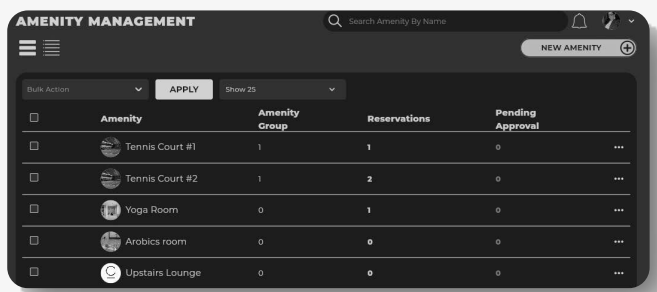 AMENITY MANAGEMENT
Search Amenity By Name
NEW AMENITY
Bulk Action APPLY Show 25
Amenity Amenity Group Reservations Pending Approval
Tennis Court #1 1 1 0
Tennis Court #2 1 2 0
Yoga Room 0 1 0
Arobics room 0 0 0
C Upstairs Lounge 0 0 0